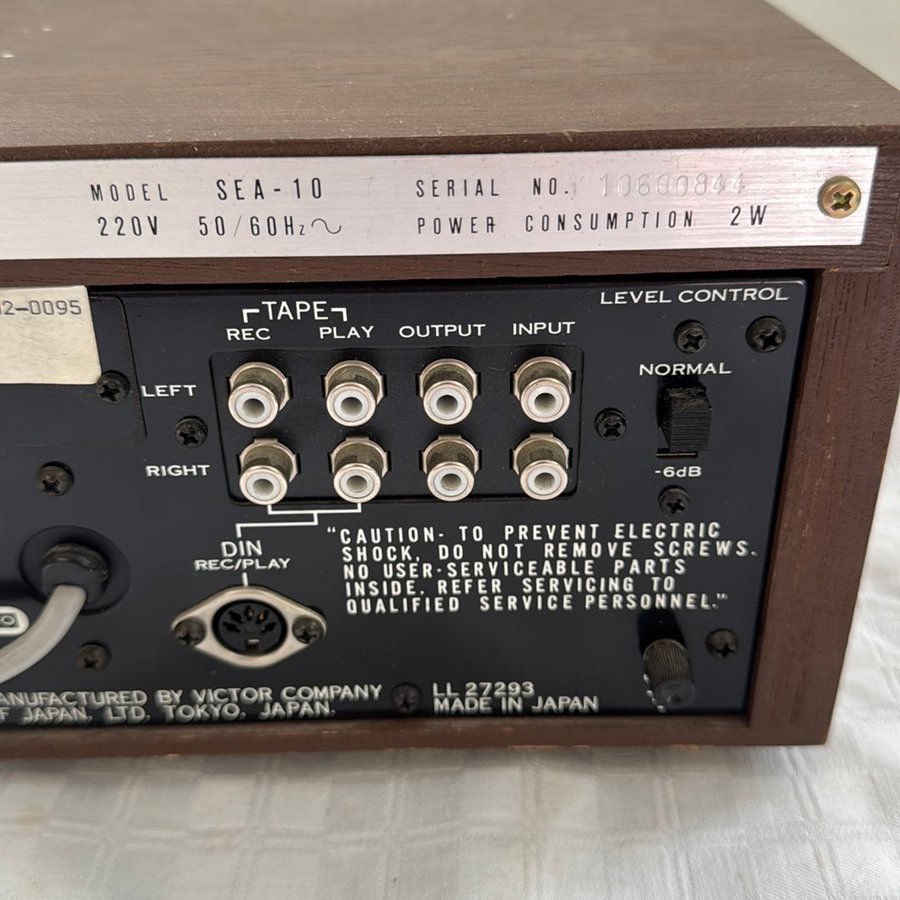 MODEL SEA-10 SERIAL NO. 10600844
220V 50/60Hz~ POWER CONSUMPTION 2W
2-0095
LEVEL CONTROL
TAPE
REC PLAY OUTPUT INPUT
NORMAL
LEFT
RIGHT
-6dB
"CAUTION- TO PREVENT ELECTRIC
SHOCK, DO NOT REMOVE SCREWS.
NO USER-SERVICEABLE PARTS
INSIDE. REFER SERVICING TO
QUALIFIED SERVICE PERSONNEL."
DIN
REC/PLAY
ANUFACTURED BY VICTOR COMPANY
F JAPAN, LTD. TOKYO, JAPAN.
LL 27293
MADE IN JAPAN